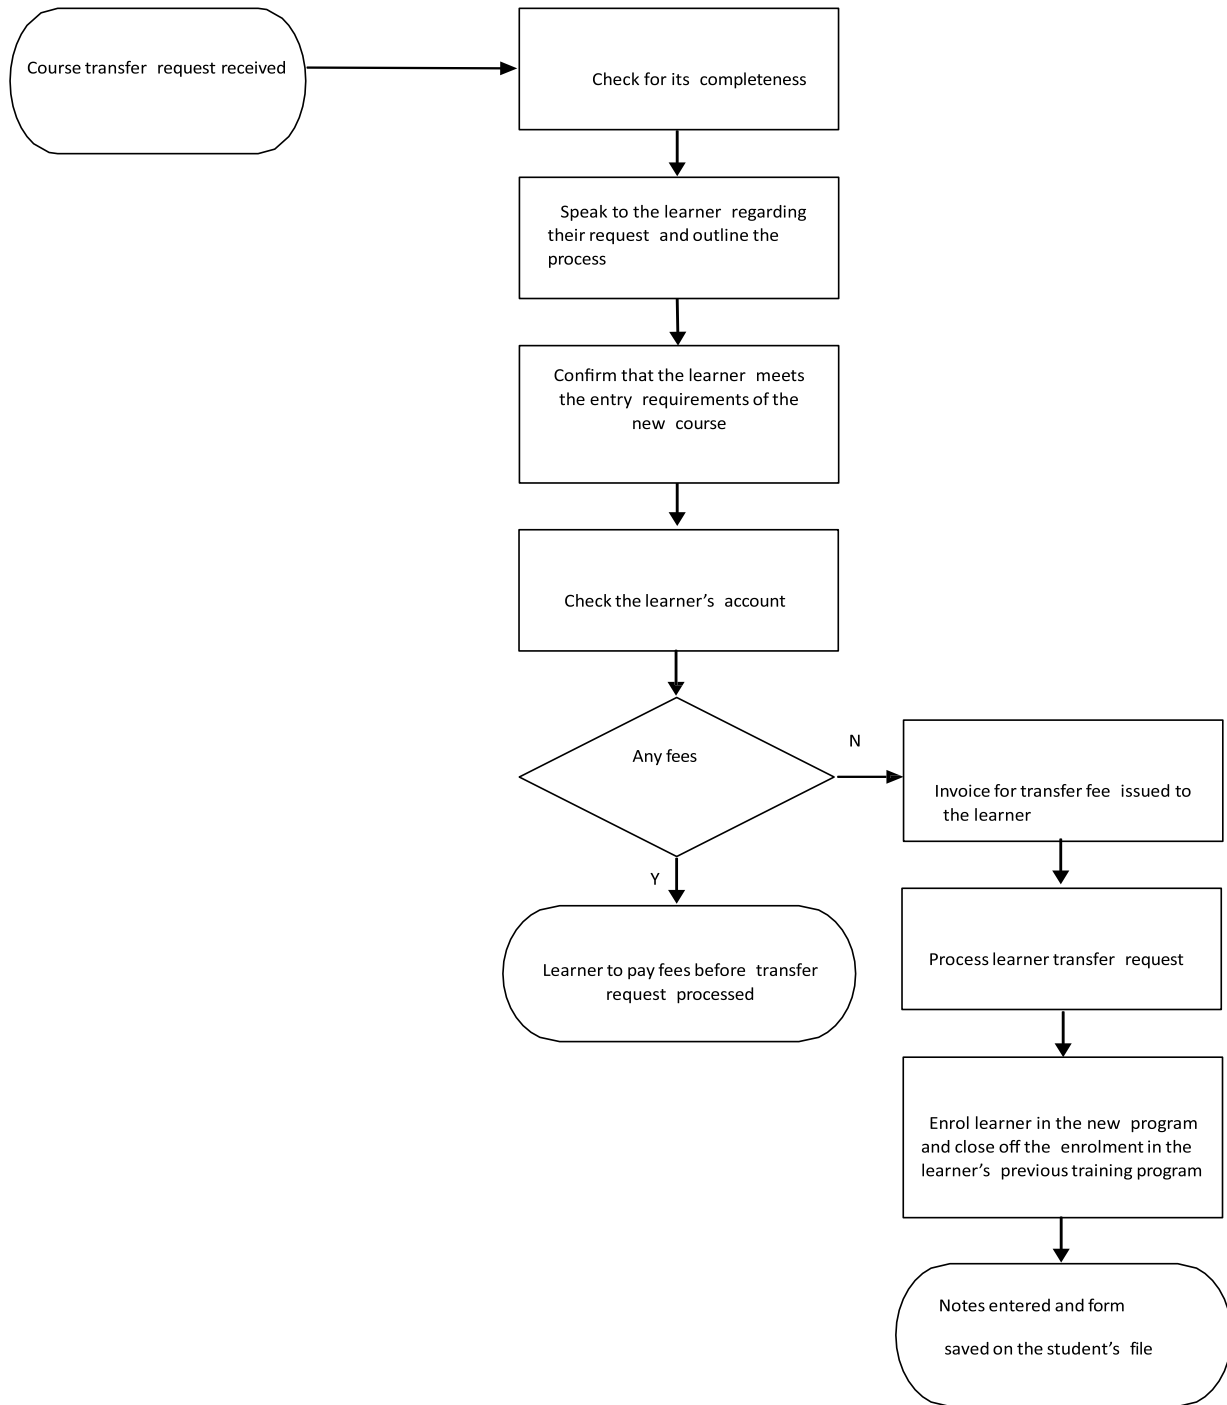 Course transfer request received
Check for its completeness
Speak to the learner regarding
their request and outline the
process
Confirm that the learner meets
the entry requirements of the
new course
Check the learner’s account
Any fees
N
Invoice for transfer fee issued to
the learner
Y
Learner to pay fees before transfer
request processed
Process learner transfer request
Enrol learner in the new program
and close off the enrolment in the
learner’s previous training program
Notes entered and form
saved on the student’s file